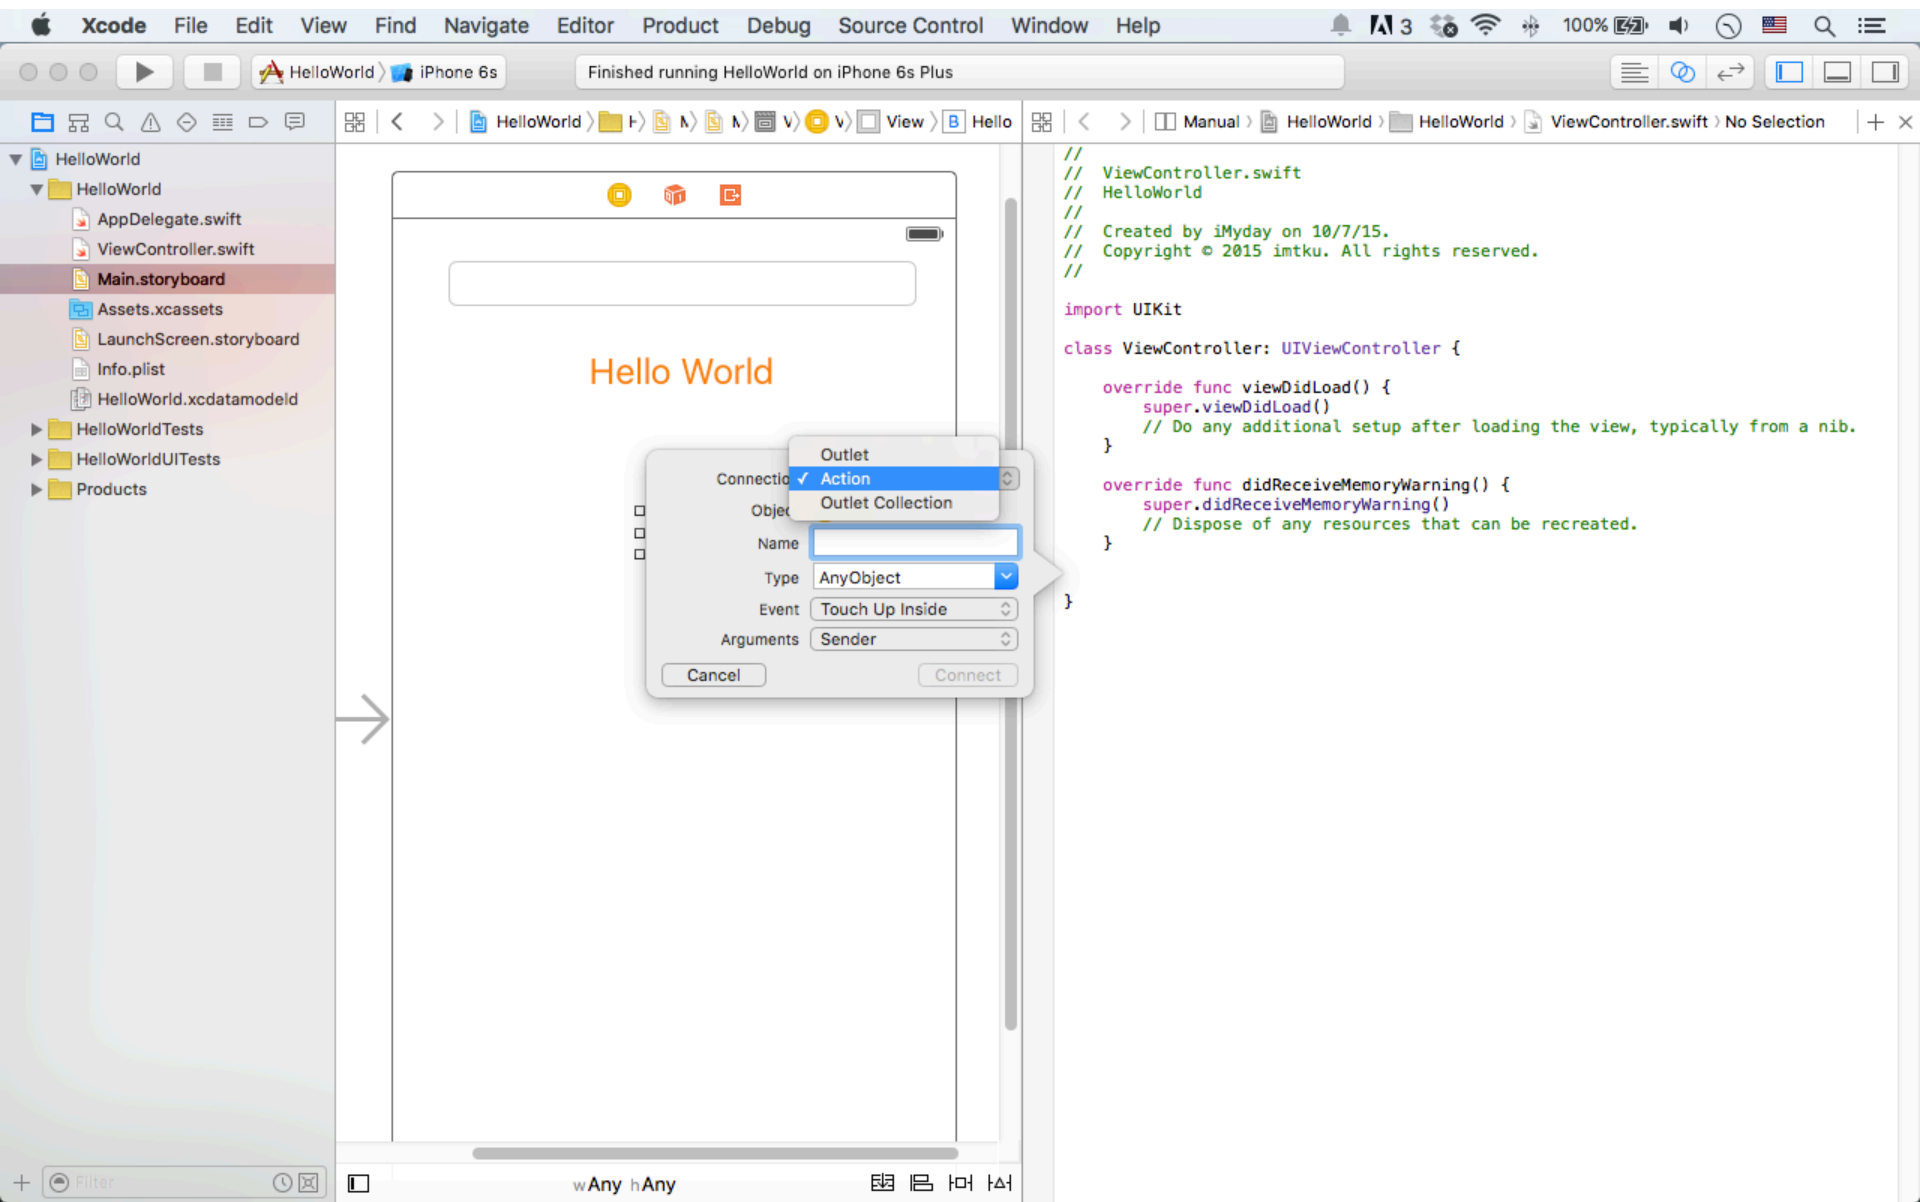 Xcode File Edit View Find Navigate Editor Product Debug Source Control Window Help 3 100%
HelloWorld iPhone 6s Finished running HelloWorld on iPhone 6s Plus
HelloWorld View B Hello
Manual HelloWorld HelloWorld ViewController.swift No Selection
HelloWorld
HelloWorld
AppDelegate.swift
ViewController.swift
Main.storyboard
Assets.xcassets
LaunchScreen.storyboard
Info.plist
HelloWorld.xcdatamodeld
HelloWorldTests
HelloWorldUITests
Products
Filter
Hello World
Outlet
✓ Action
Outlet Collection
Name
Type AnyObject
Event Touch Up Inside
Arguments Sender
Cancel Connect
wAny hAny
//
// ViewController.swift
// HelloWorld
//
// Created by iMyday on 10/7/15.
// Copyright © 2015 imtku. All rights reserved.
//
import UIKit
class ViewController: UIViewController {
override func viewDidLoad() {
super.viewDidLoad()
// Do any additional setup after loading the view, typically from a nib.
}
override func didReceiveMemoryWarning() {
super.didReceiveMemoryWarning()
// Dispose of any resources that can be recreated.
}
}